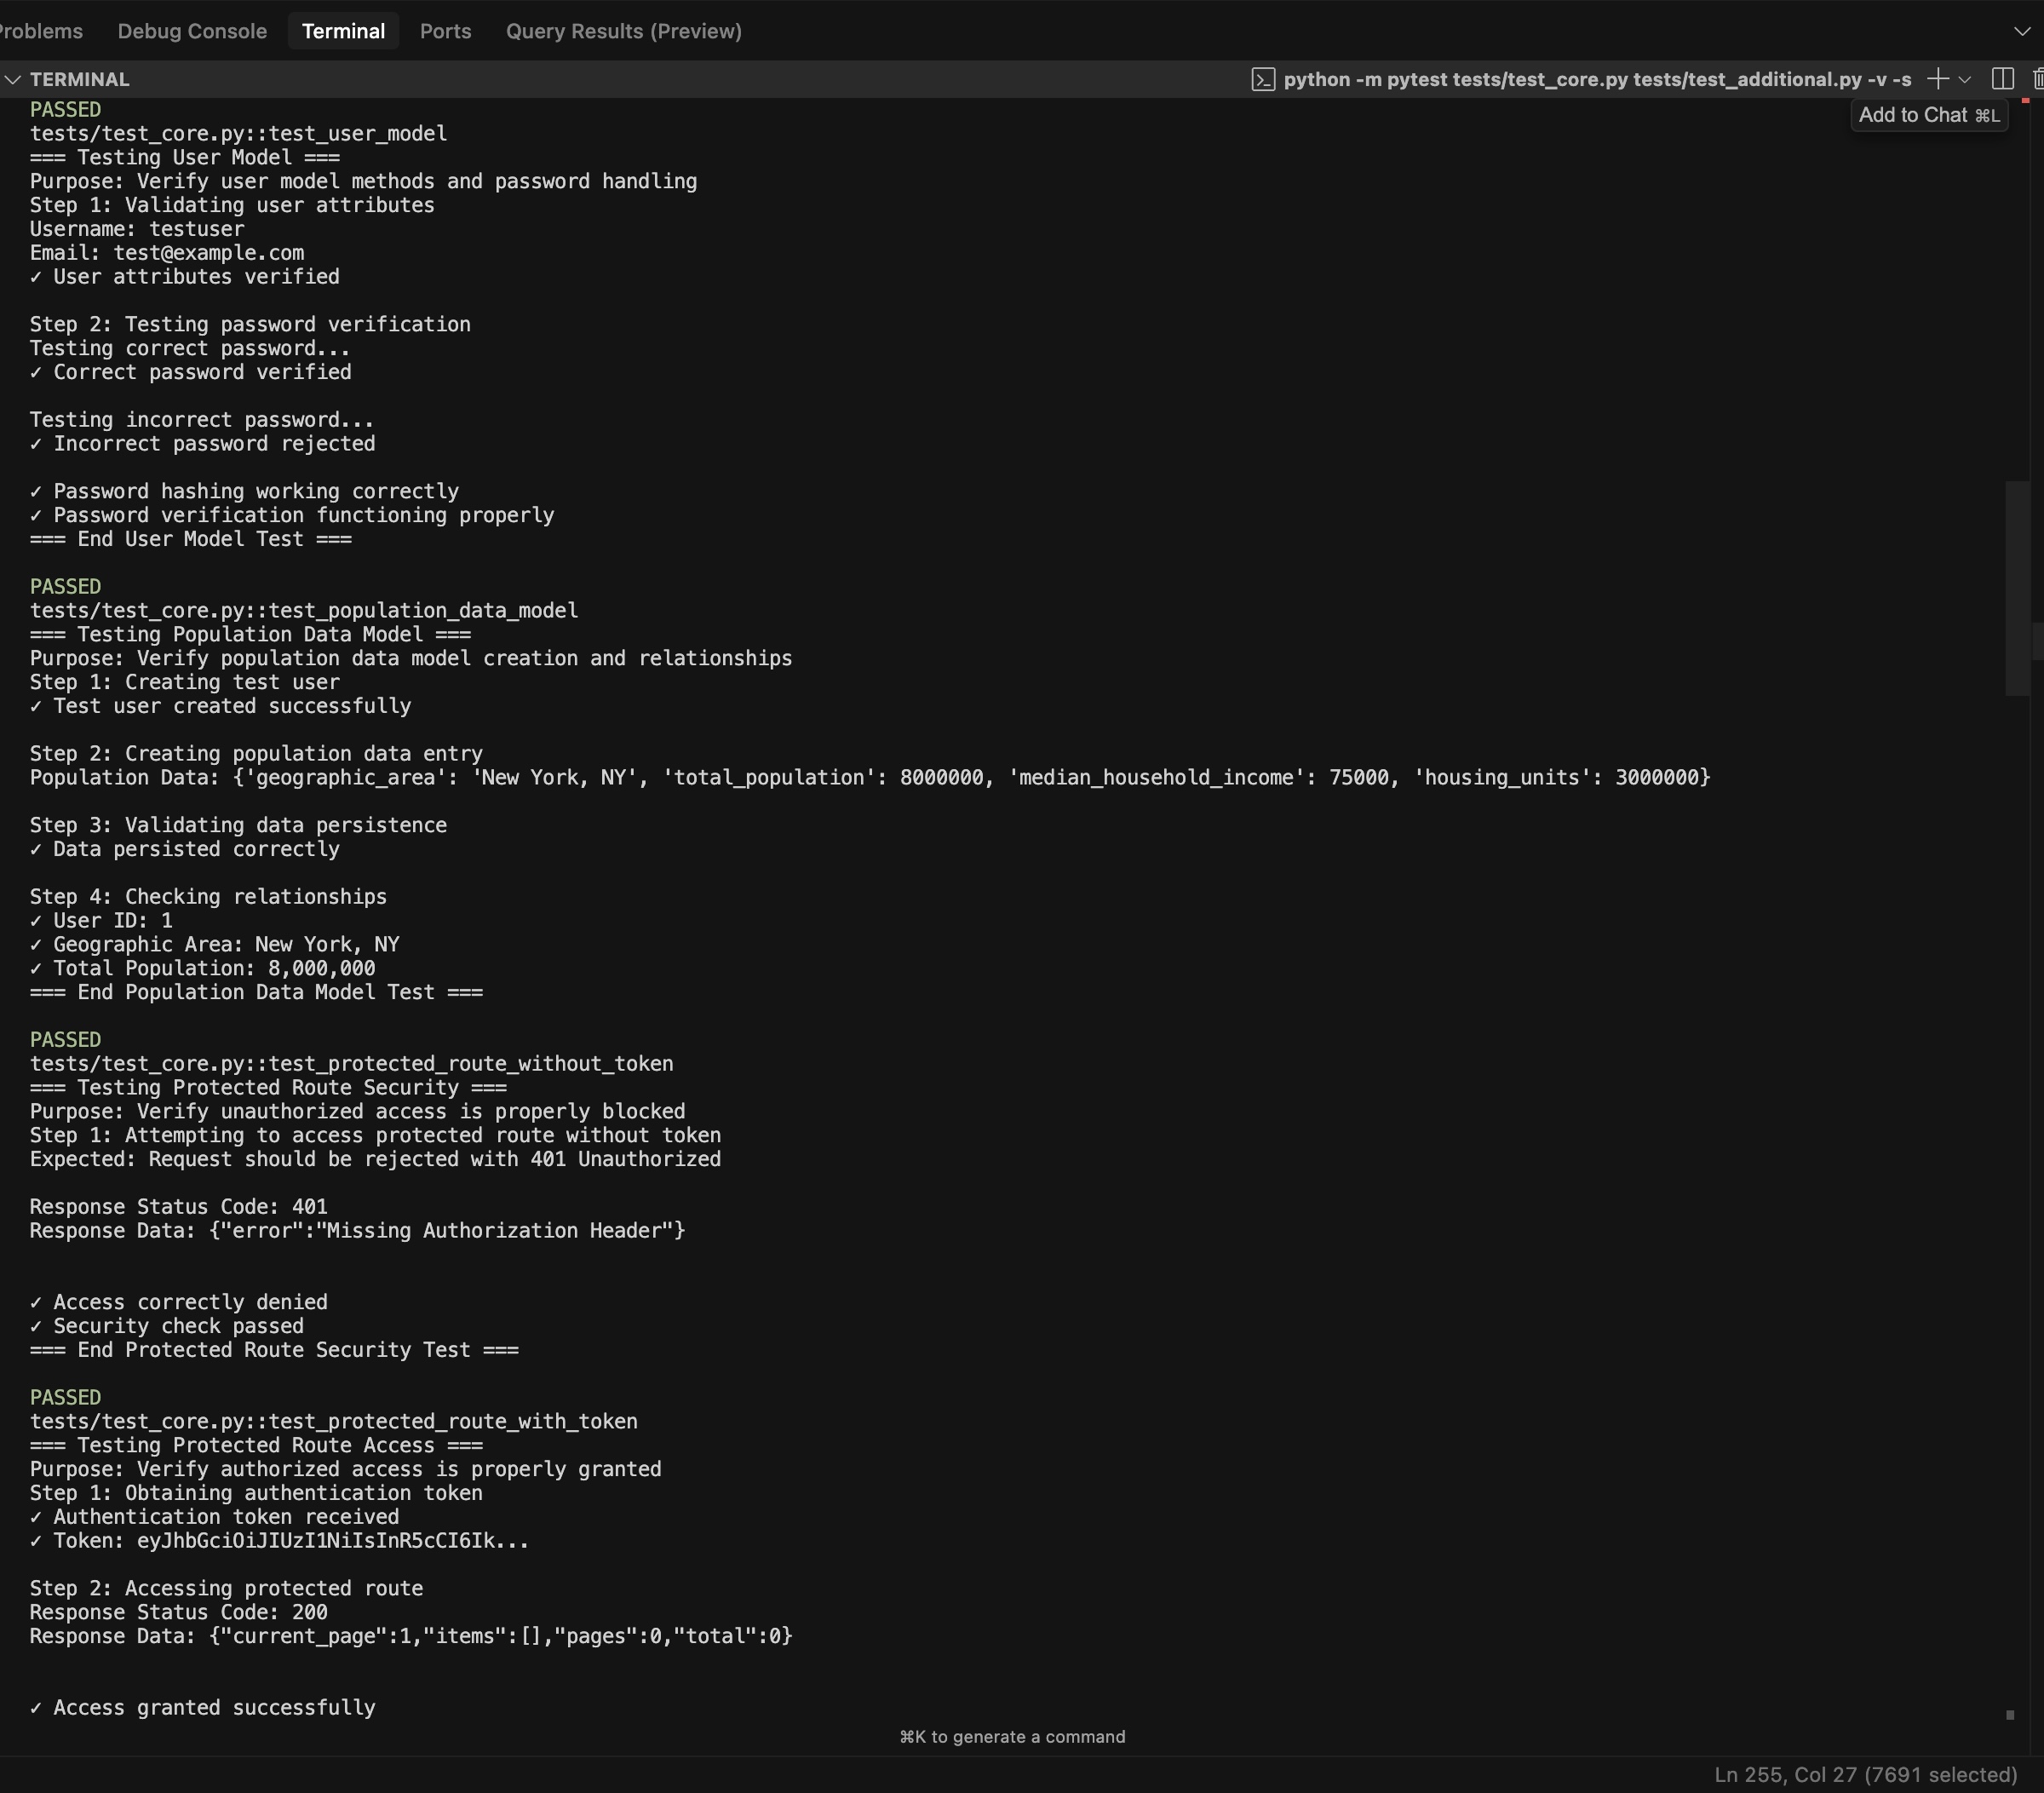 Problems Debug Console Terminal Ports Query Results (Preview)
TERMINAL python -m pytest tests/test_core.py tests/test_additional.py -v -s
Add to Chat ⌘L
PASSED
tests/test_core.py::test_user_model
=== Testing User Model ===
Purpose: Verify user model methods and password handling
Step 1: Validating user attributes
Username: testuser
Email: test@example.com
✓ User attributes verified
Step 2: Testing password verification
Testing correct password...
✓ Correct password verified
Testing incorrect password...
✓ Incorrect password rejected
✓ Password hashing working correctly
✓ Password verification functioning properly
=== End User Model Test ===
PASSED
tests/test_core.py::test_population_data_model
=== Testing Population Data Model ===
Purpose: Verify population data model creation and relationships
Step 1: Creating test user
✓ Test user created successfully
Step 2: Creating population data entry
Population Data: {'geographic_area': 'New York, NY', 'total_population': 8000000, 'median_household_income': 75000, 'housing_units': 3000000}
Step 3: Validating data persistence
✓ Data persisted correctly
Step 4: Checking relationships
✓ User ID: 1
✓ Geographic Area: New York, NY
✓ Total Population: 8,000,000
=== End Population Data Model Test ===
PASSED
tests/test_core.py::test_protected_route_without_token
=== Testing Protected Route Security ===
Purpose: Verify unauthorized access is properly blocked
Step 1: Attempting to access protected route without token
Expected: Request should be rejected with 401 Unauthorized
Response Status Code: 401
Response Data: {"error":"Missing Authorization Header"}
✓ Access correctly denied
✓ Security check passed
=== End Protected Route Security Test ===
PASSED
tests/test_core.py::test_protected_route_with_token
=== Testing Protected Route Access ===
Purpose: Verify authorized access is properly granted
Step 1: Obtaining authentication token
✓ Authentication token received
✓ Token: eyJhbGciOiJIUzI1NiIsInR5cCI6Ik...
Step 2: Accessing protected route
Response Status Code: 200
Response Data: {"current_page":1,"items":[],"pages":0,"total":0}
✓ Access granted successfully
⌘K to generate a command
Ln 255, Col 27 (7691 selected)